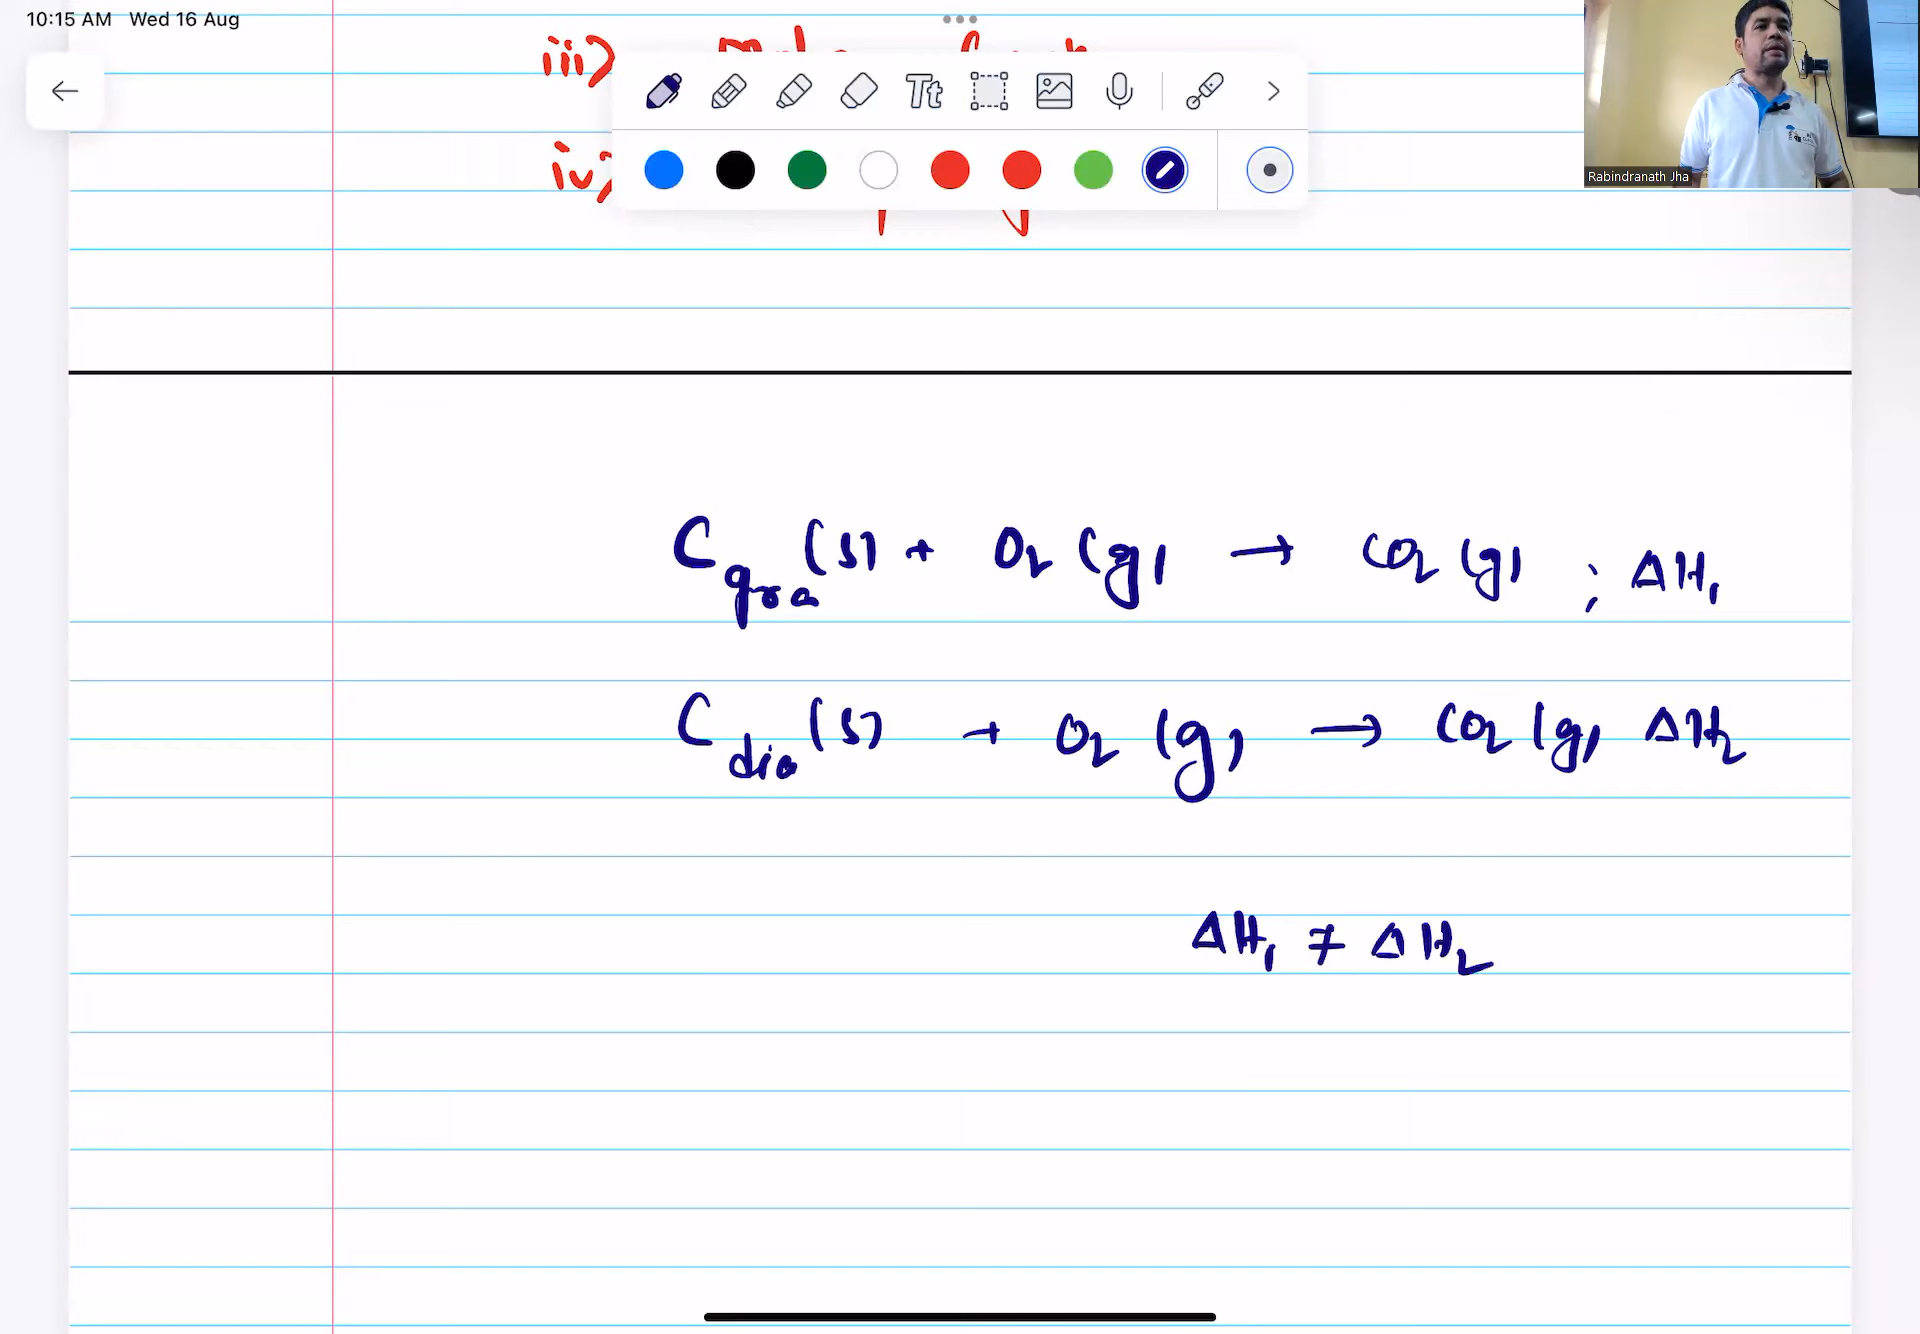 10:15 AM Wed 16 Aug
iii)
iv)
Tt
Rabindranath Jha
C gra (s) + O2 (g) → CO2 (g) ; ΔH1
C dia (s) + O2 (g) → CO2 (g) ΔH2
ΔH1 ≠ ΔH2